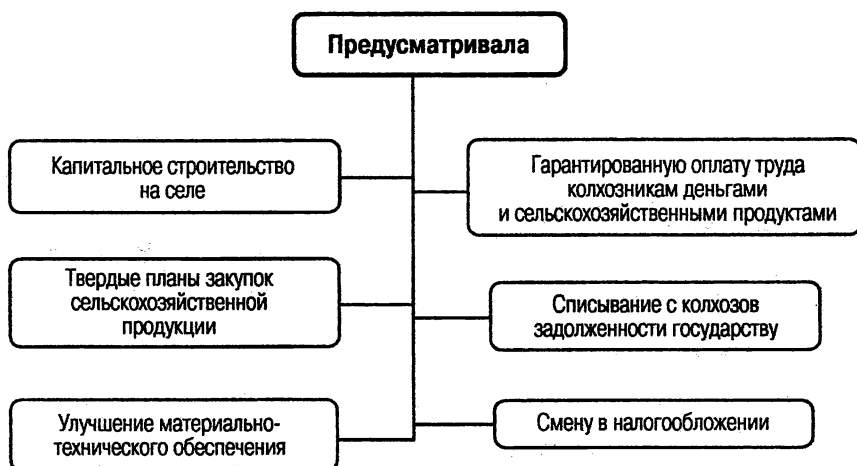 Предусматривала
Капитальное строительство
на селе
Гарантированную оплату труда
колхозникам деньгами
и сельскохозяйственными продуктами
Твердые планы закупок
сельскохозяйственной
продукции
Списывание с колхозов
задолженности государству
Улучшение материально-
технического обеспечения
Смену в налогообложении